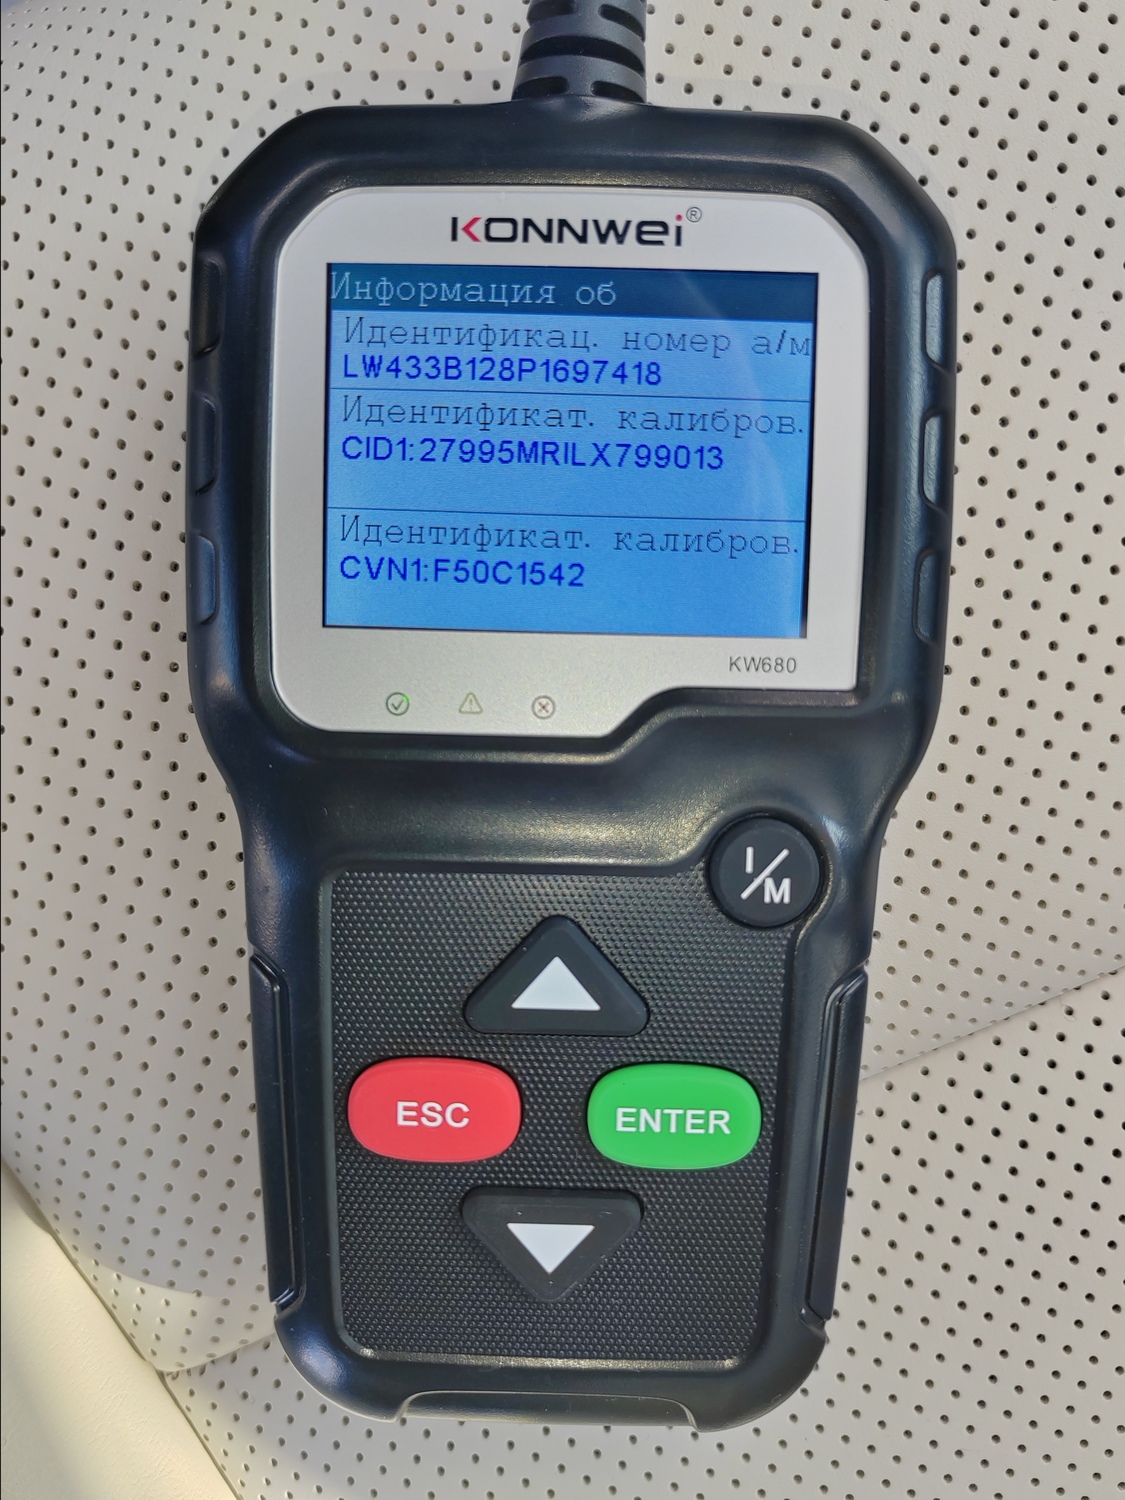 KONNWEI®
Информация об
Идентификац. номер а/м
LW433B128P1697418
Идентификат. калибров.
CID1:27995MRILX799013
Идентификат. калибров.
CVN1:F50C1542
KW680
I/M
ESC
ENTER